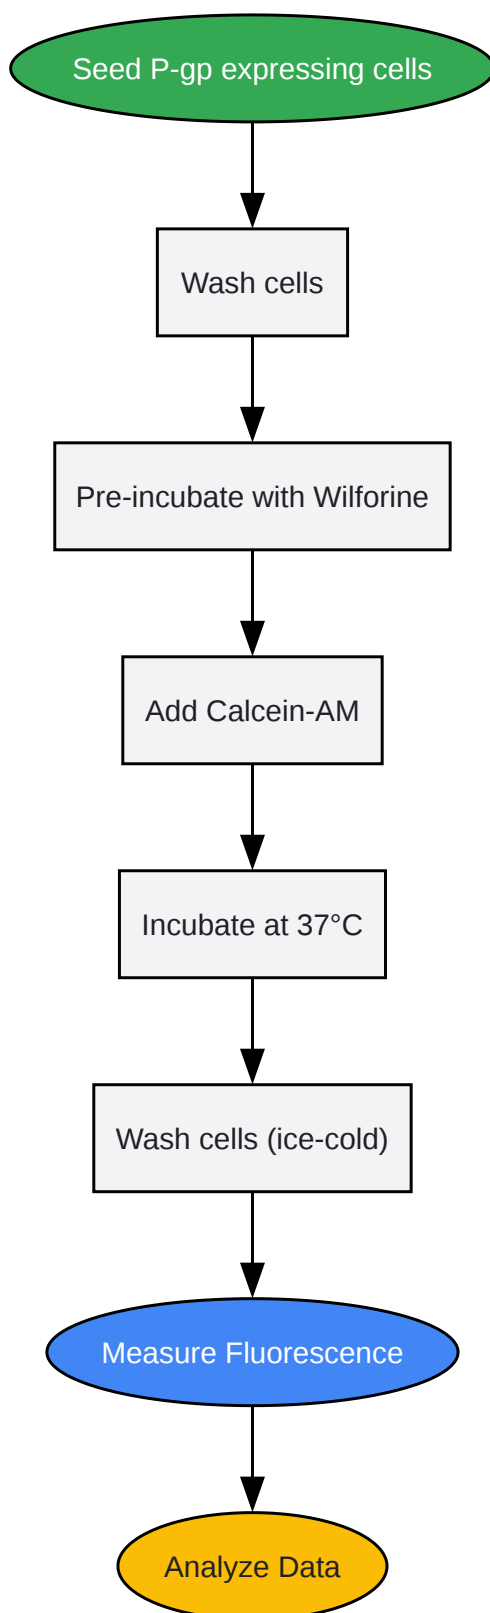 Seed P-gp expressing cells
Wash cells
Pre-incubate with Wilforine
Add Calcein-AM
Incubate at 37°C
Wash cells (ice-cold)
Measure Fluorescence
Analyze Data